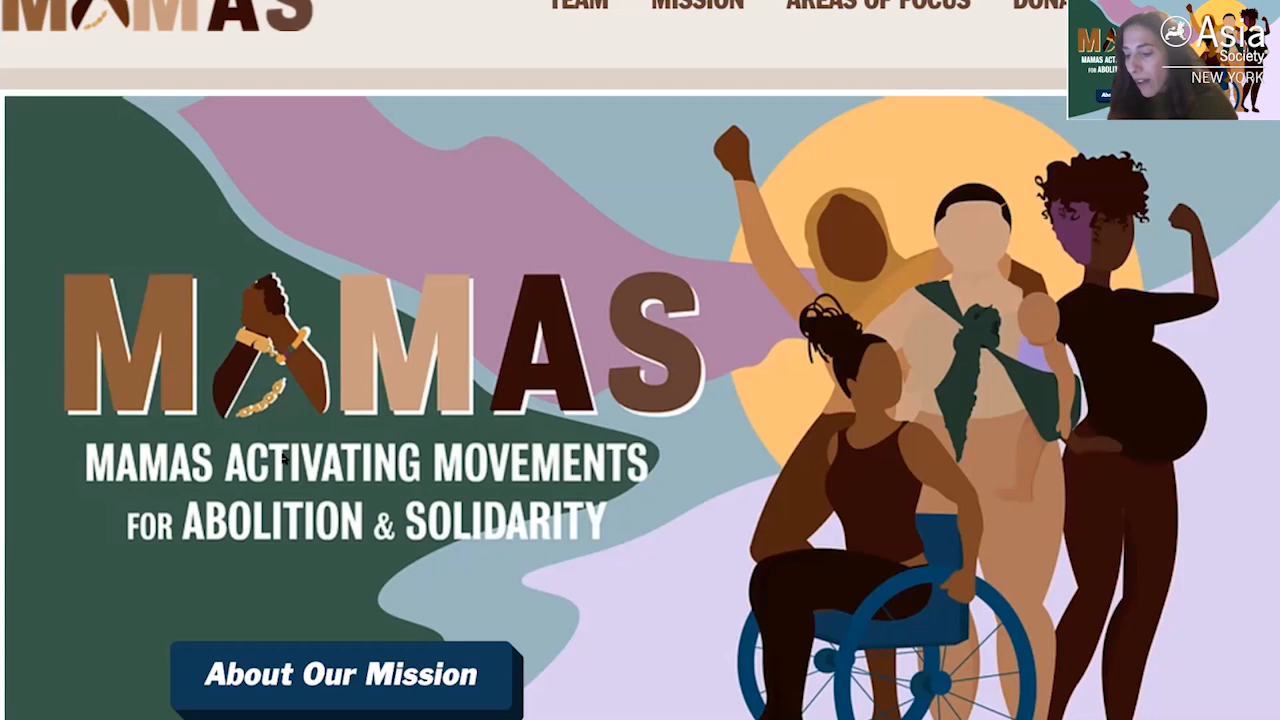 MAMAS
TEAM MISSION AREAS OF FOCUS
Asia
Society
NEW YORK
MAMAS
MAMAS ACTIVATING MOVEMENTS
FOR ABOLITION & SOLIDARITY
About Our Mission